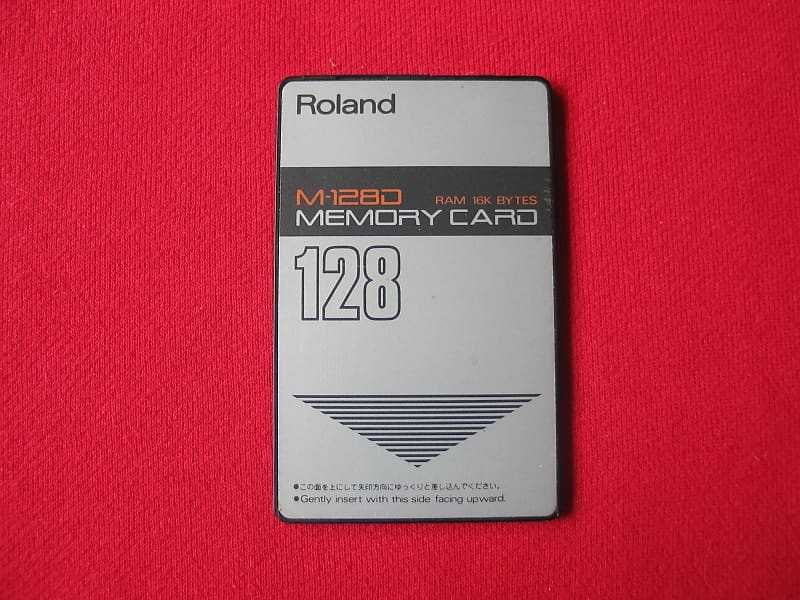 Roland
M-128D RAM 16K BYTES
MEMORY CARD
128
●この面を上にして矢印方向にゆっくりと差し込んでください。
●Gently insert with this side facing upward.